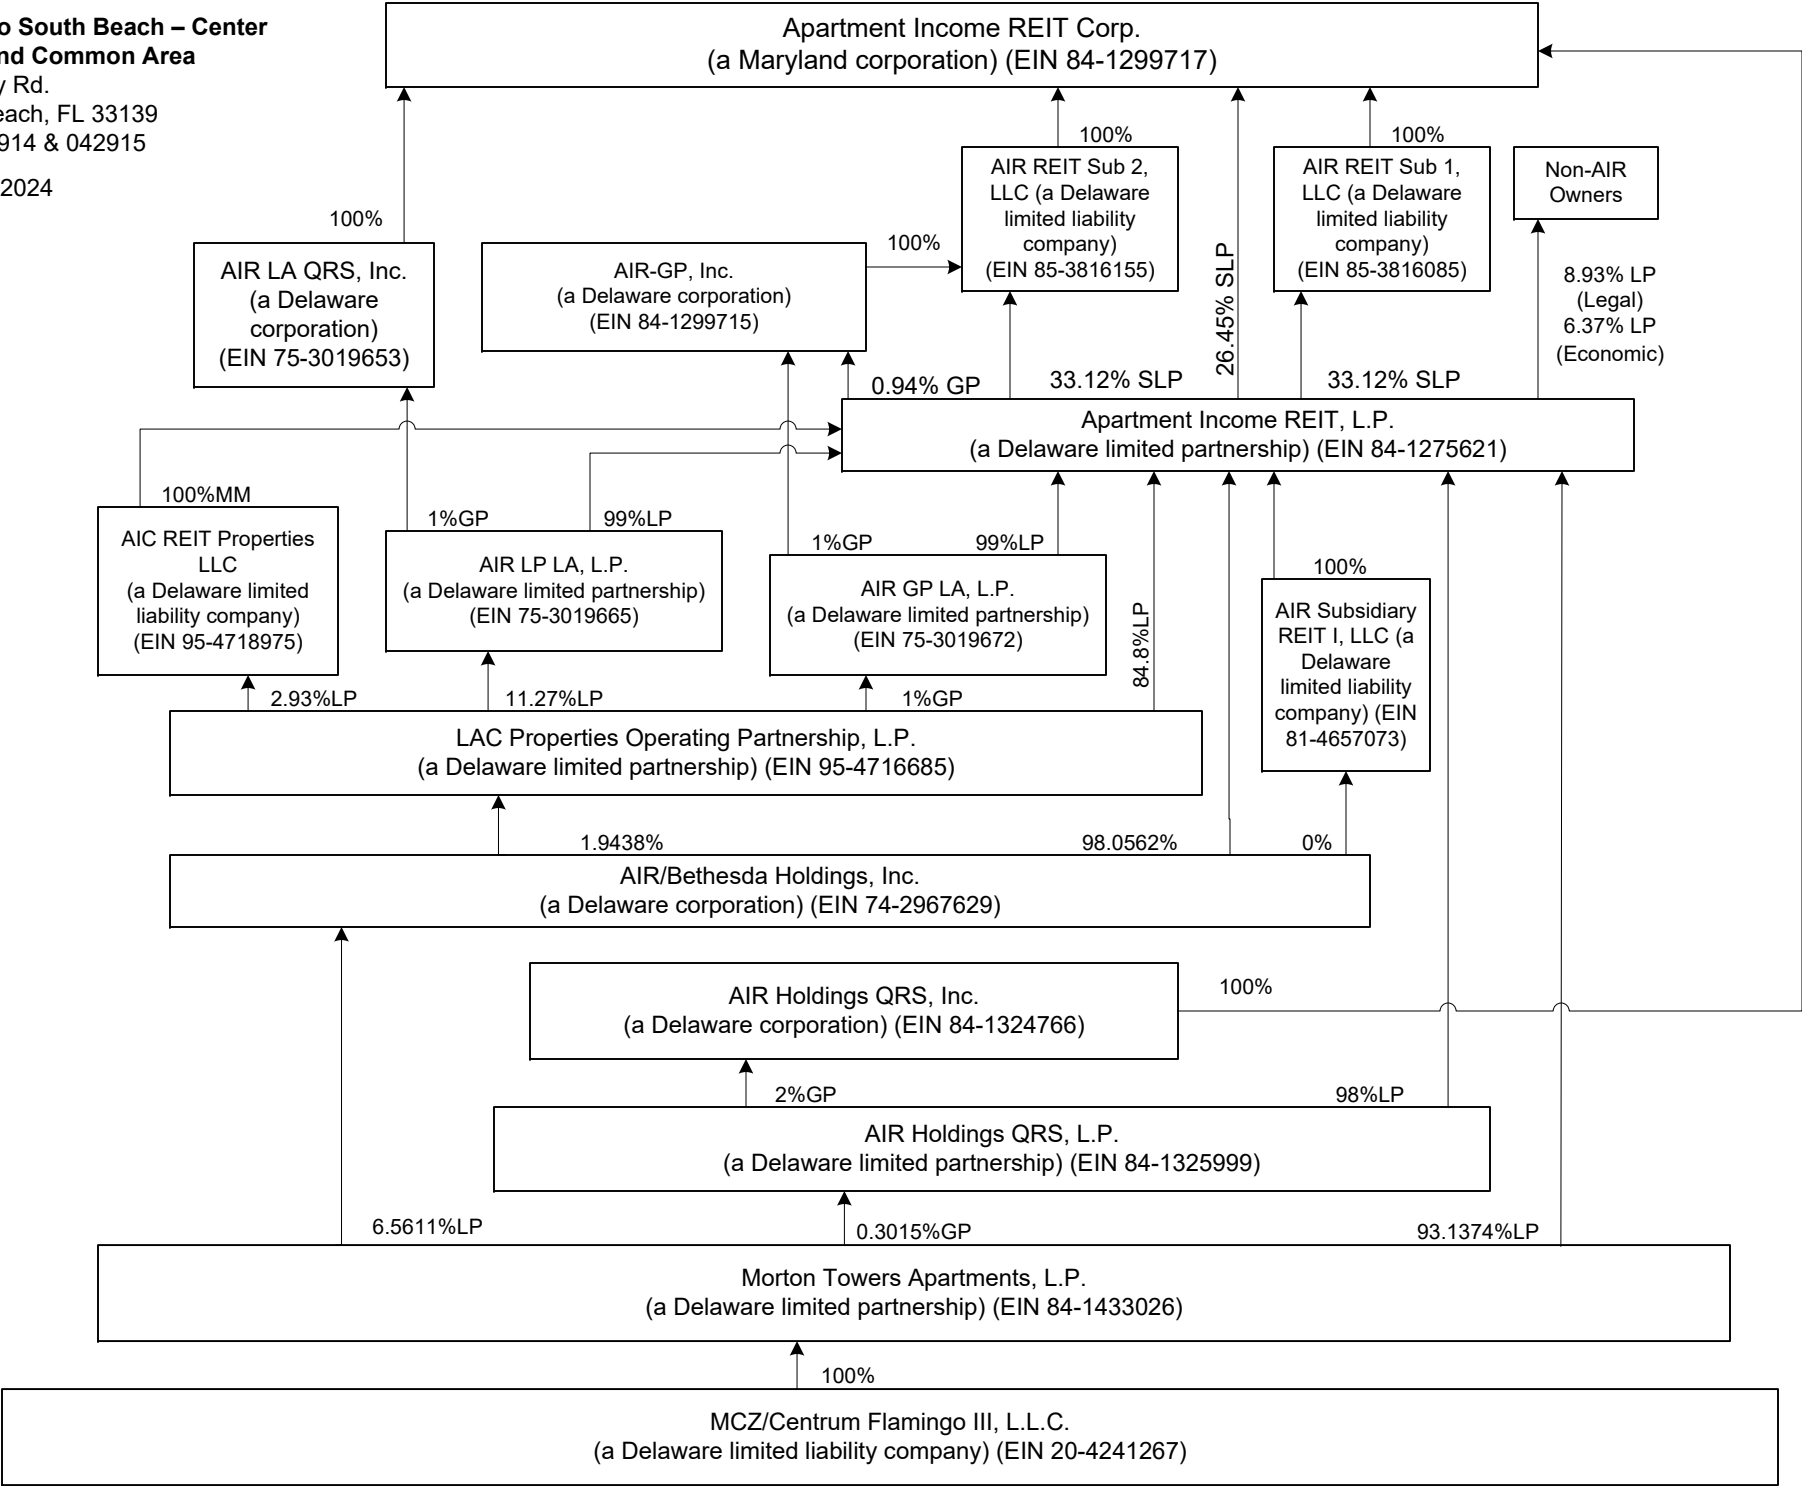 o South Beach – Center
nd Common Area
y Rd.
each, FL 33139
914 & 042915
2024
Apartment Income REIT Corp.
(a Maryland corporation) (EIN 84-1299717)
100%
100%
AIR REIT Sub 2,
LLC (a Delaware
limited liability
company)
(EIN 85-3816155)
AIR REIT Sub 1,
LLC (a Delaware
limited liability
company)
(EIN 85-3816085)
Non-AIR
Owners
100%
AIR LA QRS, Inc.
(a Delaware
corporation)
(EIN 75-3019653)
AIR-GP, Inc.
(a Delaware corporation)
(EIN 84-1299715)
100%
26.45% SLP
8.93% LP
(Legal)
6.37% LP
(Economic)
0.94% GP
33.12% SLP
33.12% SLP
Apartment Income REIT, L.P.
(a Delaware limited partnership) (EIN 84-1275621)
100%MM
AIC REIT Properties
LLC
(a Delaware limited
liability company)
(EIN 95-4718975)
1%GP
99%LP
AIR LP LA, L.P.
(a Delaware limited partnership)
(EIN 75-3019665)
1%GP
99%LP
AIR GP LA, L.P.
(a Delaware limited partnership)
(EIN 75-3019672)
84.8%LP
100%
AIR Subsidiary
REIT I, LLC (a
Delaware
limited liability
company) (EIN
81-4657073)
2.93%LP
11.27%LP
1%GP
LAC Properties Operating Partnership, L.P.
(a Delaware limited partnership) (EIN 95-4716685)
1.9438%
98.0562%
0%
AIR/Bethesda Holdings, Inc.
(a Delaware corporation) (EIN 74-2967629)
AIR Holdings QRS, Inc.
(a Delaware corporation) (EIN 84-1324766)
100%
2%GP
98%LP
AIR Holdings QRS, L.P.
(a Delaware limited partnership) (EIN 84-1325999)
6.5611%LP
0.3015%GP
93.1374%LP
Morton Towers Apartments, L.P.
(a Delaware limited partnership) (EIN 84-1433026)
100%
MCZ/Centrum Flamingo III, L.L.C.
(a Delaware limited liability company) (EIN 20-4241267)